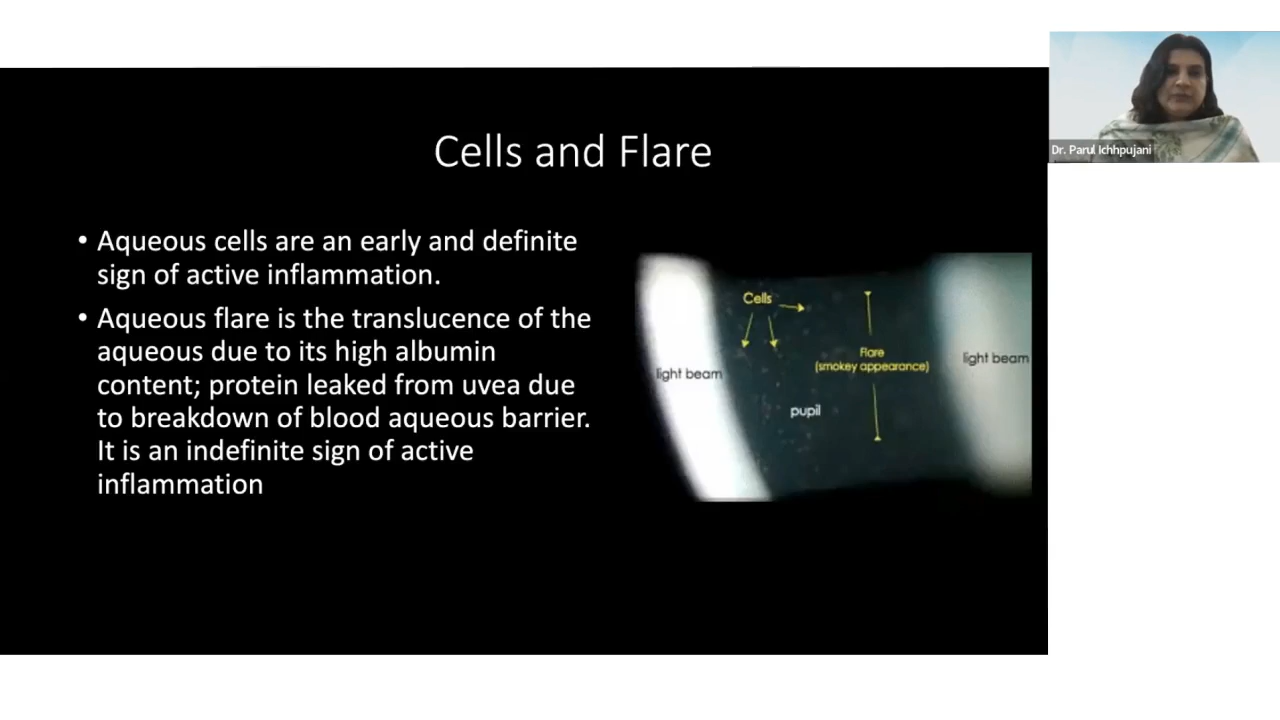 Cells and Flare
• Aqueous cells are an early and definite
sign of active inflammation.
• Aqueous flare is the translucence of the
aqueous due to its high albumin
content; protein leaked from uvea due
to breakdown of blood aqueous barrier.
It is an indefinite sign of active
inflammation
Cells
Flare
(smokey appearance)
light beam
light beam
pupil
Dr. Parul Ichhpujani